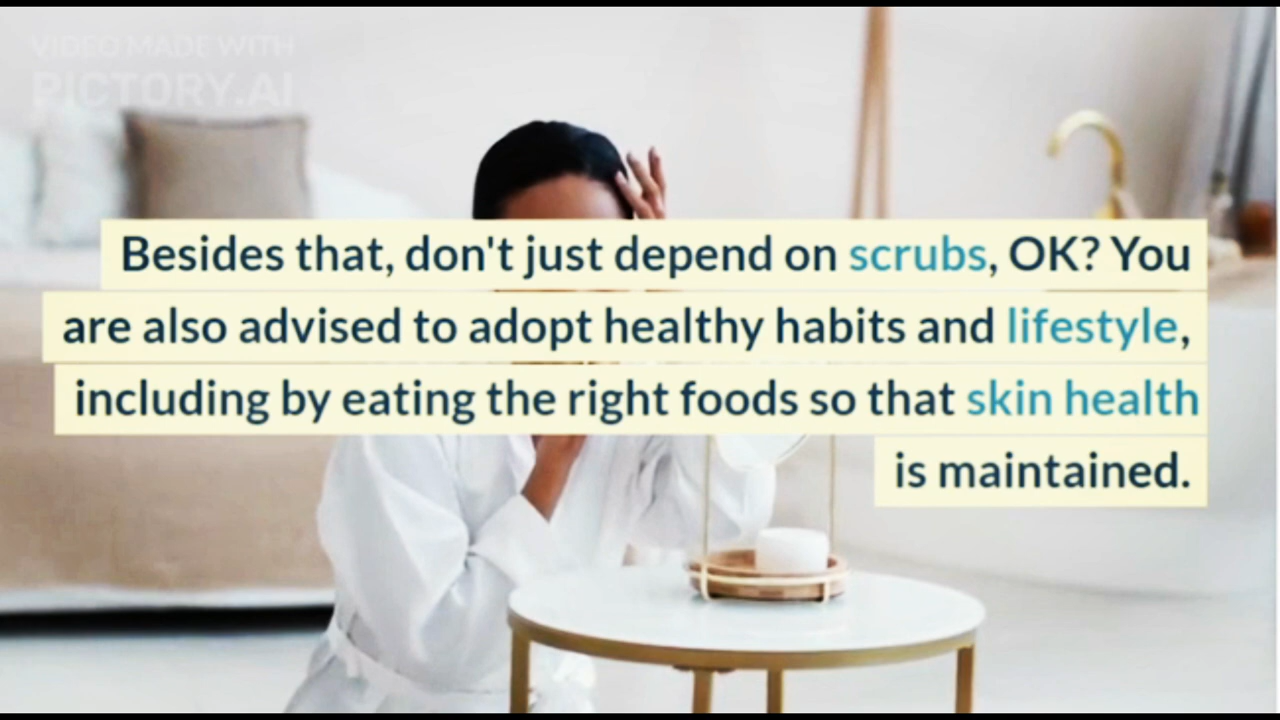 VIDEO MADE WITH
PICTORY.AI
Besides that, don't just depend on scrubs, OK? You
are also advised to adopt healthy habits and lifestyle,
including by eating the right foods so that skin health
is maintained.